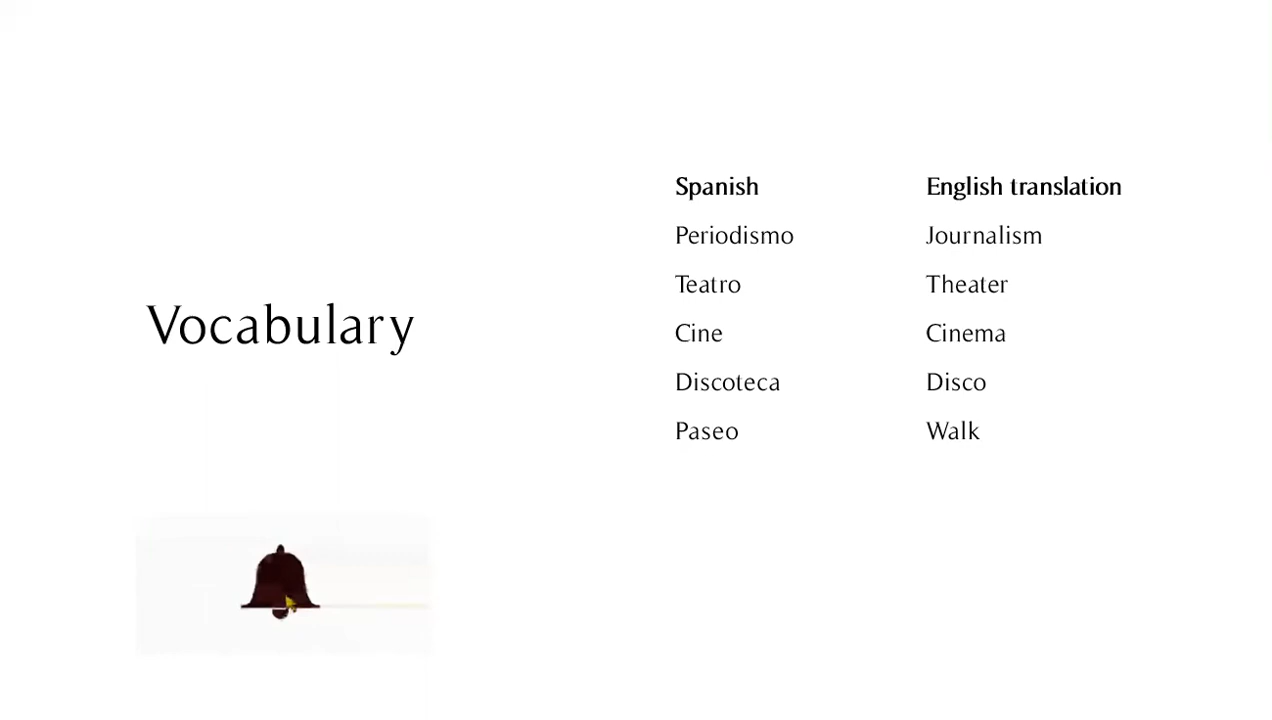 Vocabulary
Spanish English translation
Periodismo Journalism
Teatro Theater
Cine Cinema
Discoteca Disco
Paseo Walk